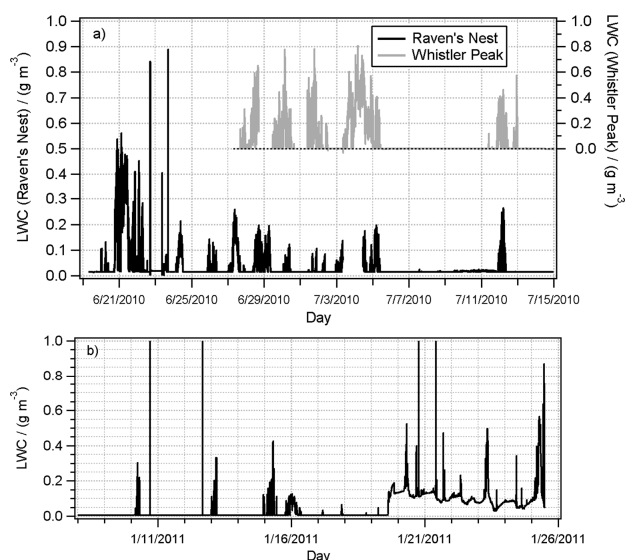 a)
Raven's Nest
Whistler Peak
LWC (Raven's Nest) / (g m⁻³)
1.0
0.9
0.8
0.7
0.6
0.5
0.4
0.3
0.2
0.1
0.0
LWC (Whistler Peak) / (g m⁻³)
1.0
0.8
0.6
0.4
0.2
0.0
6/21/2010 6/25/2010 6/29/2010 7/3/2010 7/7/2010 7/11/2010 7/15/2010
Day
b)
LWC / (g m⁻³)
1.0
0.8
0.6
0.4
0.2
0.0
1/11/2011 1/16/2011 1/21/2011 1/26/2011
Day